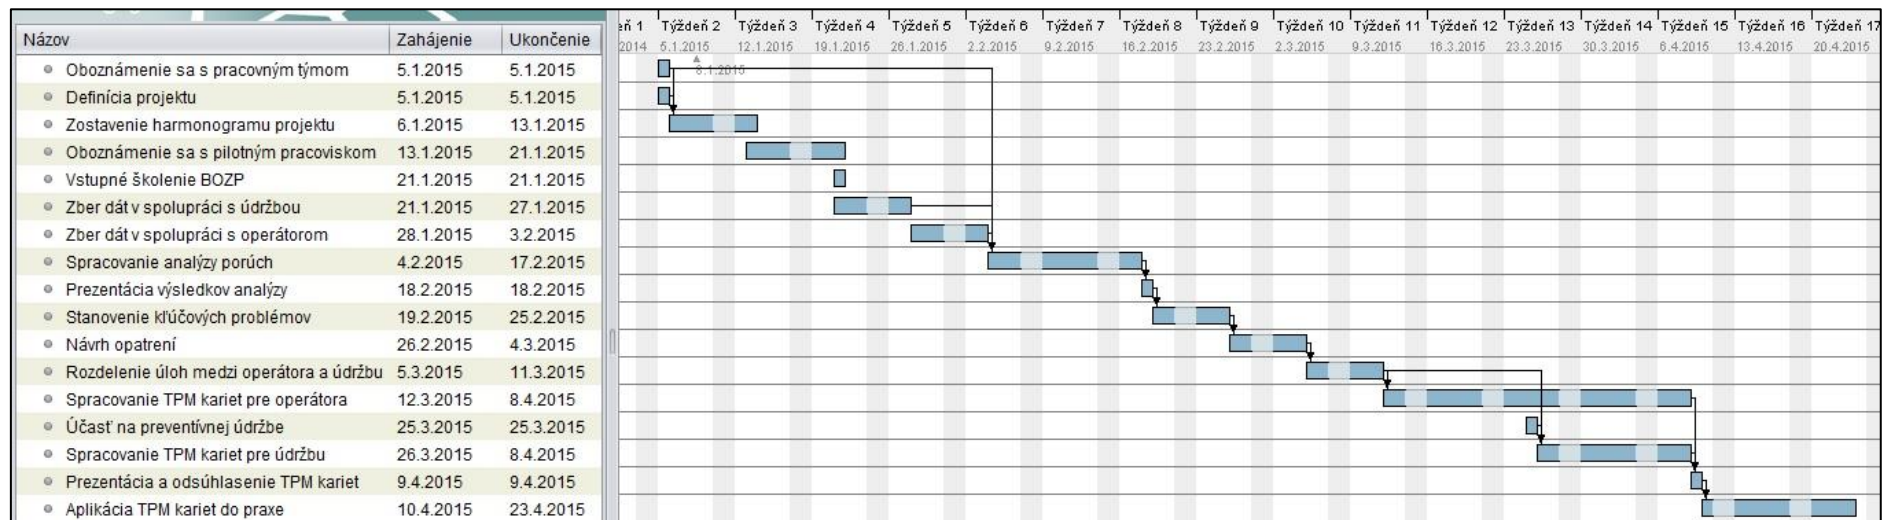 Názov Zahájenie Ukončenie
eň 1 Týždeň 2 Týždeň 3 Týždeň 4 Týždeň 5 Týždeň 6 Týždeň 7 Týždeň 8 Týždeň 9 Týždeň 10 Týždeň 11 Týždeň 12 Týždeň 13 Týždeň 14 Týždeň 15 Týždeň 16 Týždeň 17
2014 5.1.2015 12.1.2015 19.1.2015 26.1.2015 2.2.2015 9.2.2015 16.2.2015 23.2.2015 2.3.2015 9.3.2015 16.3.2015 23.3.2015 30.3.2015 6.4.2015 13.4.2015 20.4.2015
Oboznámenie sa s pracovným týmom 5.1.2015 5.1.2015 8.1.2015
Definícia projektu 5.1.2015 5.1.2015
Zostavenie harmonogramu projektu 6.1.2015 13.1.2015
Oboznámenie sa s pilotným pracoviskom 13.1.2015 21.1.2015
Vstupné školenie BOZP 21.1.2015 21.1.2015
Zber dát v spolupráci s údržbou 21.1.2015 27.1.2015
Zber dát v spolupráci s operátorom 28.1.2015 3.2.2015
Spracovanie analýzy porúch 4.2.2015 17.2.2015
Prezentácia výsledkov analýzy 18.2.2015 18.2.2015
Stanovenie kľúčových problémov 19.2.2015 25.2.2015
Návrh opatrení 26.2.2015 4.3.2015
Rozdelenie úloh medzi operátora a údržbu 5.3.2015 11.3.2015
Spracovanie TPM kariet pre operátora 12.3.2015 8.4.2015
Účasť na preventívnej údržbe 25.3.2015 25.3.2015
Spracovanie TPM kariet pre údržbu 26.3.2015 8.4.2015
Prezentácia a odsúhlasenie TPM kariet 9.4.2015 9.4.2015
Aplikácia TPM kariet do praxe 10.4.2015 23.4.2015